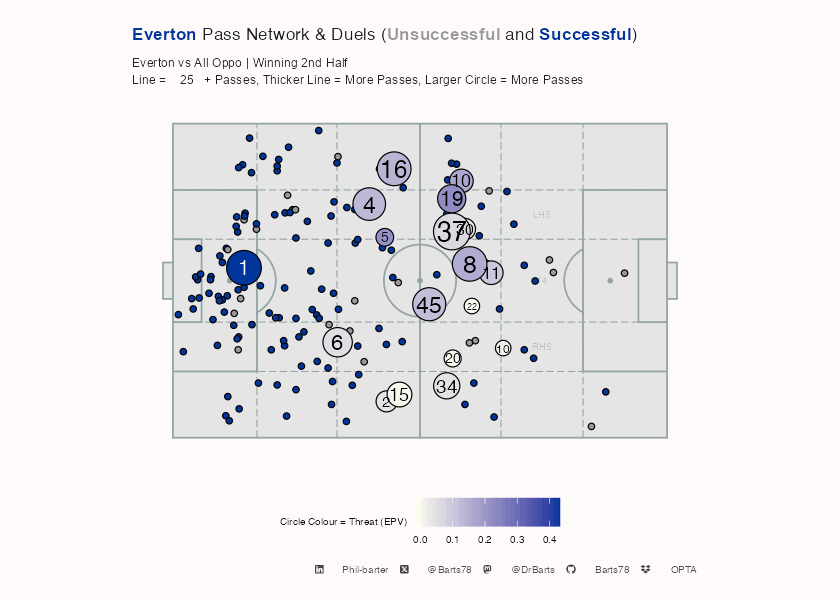 Everton Pass Network & Duels (Unsuccessful and Successful)
Everton vs All Oppo | Winning 2nd Half
Line = 25 + Passes, Thicker Line = More Passes, Larger Circle = More Passes
16
10
4
19
LHS
37
30
5
1
8
11
45
22
6
20
10
RHS
34
2
15
Circle Colour = Threat (EPV)
0.0 0.1 0.2 0.3 0.4
Phil-barter @Barts78 @DrBarts Barts78 OPTA